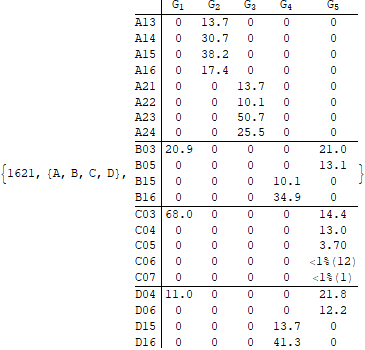 G1 G2 G3 G4 G5
A13 0 13.7 0 0 0
A14 0 30.7 0 0 0
A15 0 38.2 0 0 0
A16 0 17.4 0 0 0
A21 0 0 13.7 0 0
A22 0 0 10.1 0 0
A23 0 0 50.7 0 0
A24 0 0 25.5 0 0
B03 20.9 0 0 0 21.0
B05 0 0 0 0 13.1
{1621, {A, B, C, D}, }
B15 0 0 0 10.1 0
B16 0 0 0 34.9 0
C03 68.0 0 0 0 14.4
C04 0 0 0 0 13.0
C05 0 0 0 0 3.70
C06 0 0 0 0 <1%(12)
C07 0 0 0 0 <1%(1)
D04 11.0 0 0 0 21.8
D06 0 0 0 0 12.2
D15 0 0 0 13.7 0
D16 0 0 0 41.3 0